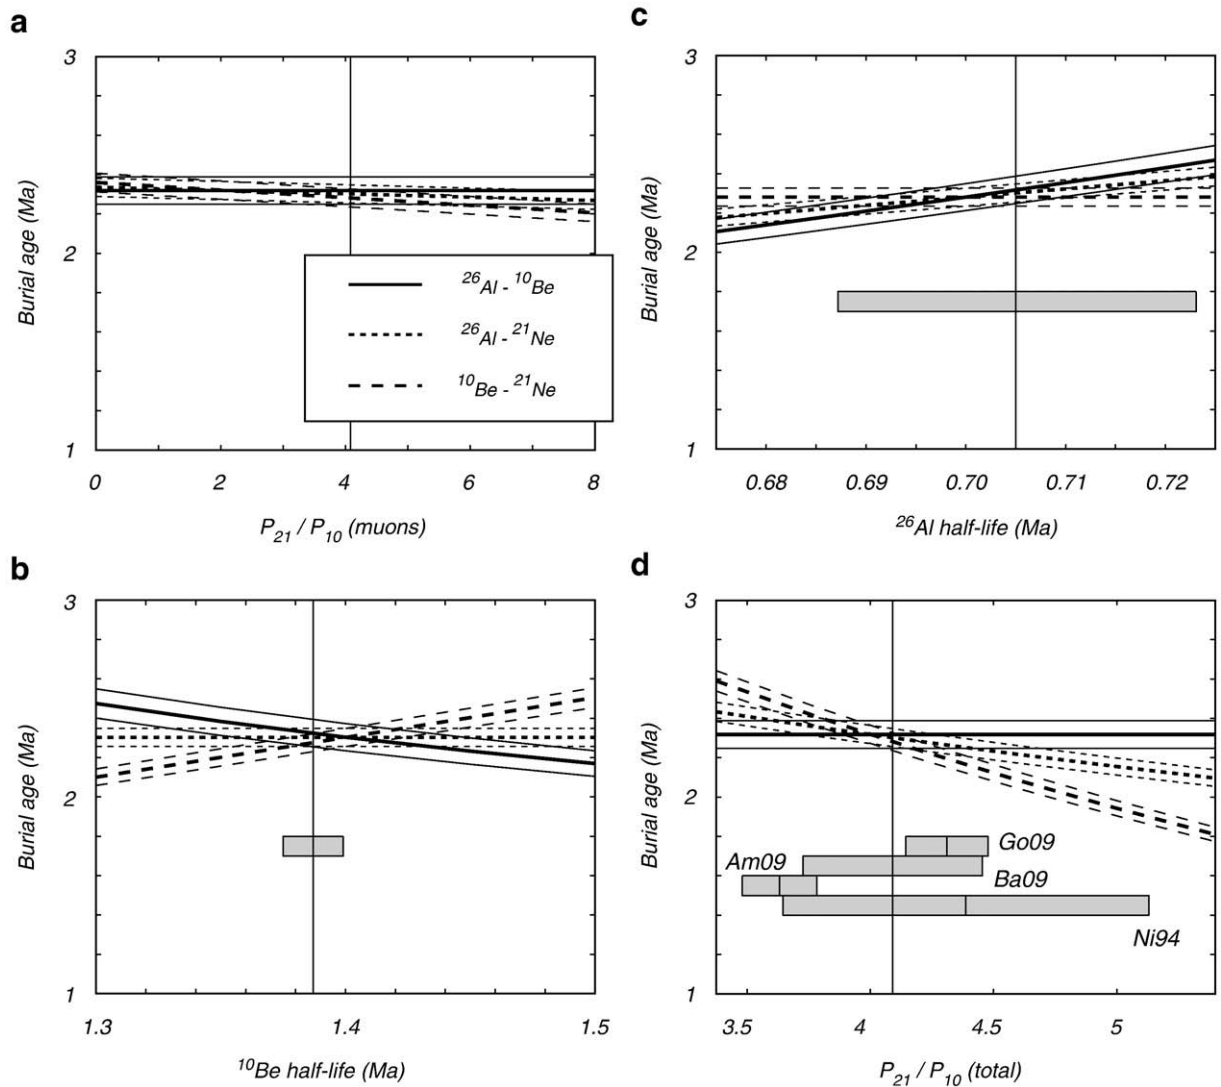 a
3
2
1
Burial age (Ma)
0 2 4 6 8
P21 / P10 (muons)
26Al - 10Be
26Al - 21Ne
10Be - 21Ne
c
3
2
1
Burial age (Ma)
0.68 0.69 0.70 0.71 0.72
26Al half-life (Ma)
b
3
2
1
Burial age (Ma)
1.3 1.4 1.5
10Be half-life (Ma)
d
3
2
1
Burial age (Ma)
Go09
Am09
Ba09
Ni94
3.5 4 4.5 5
P21 / P10 (total)